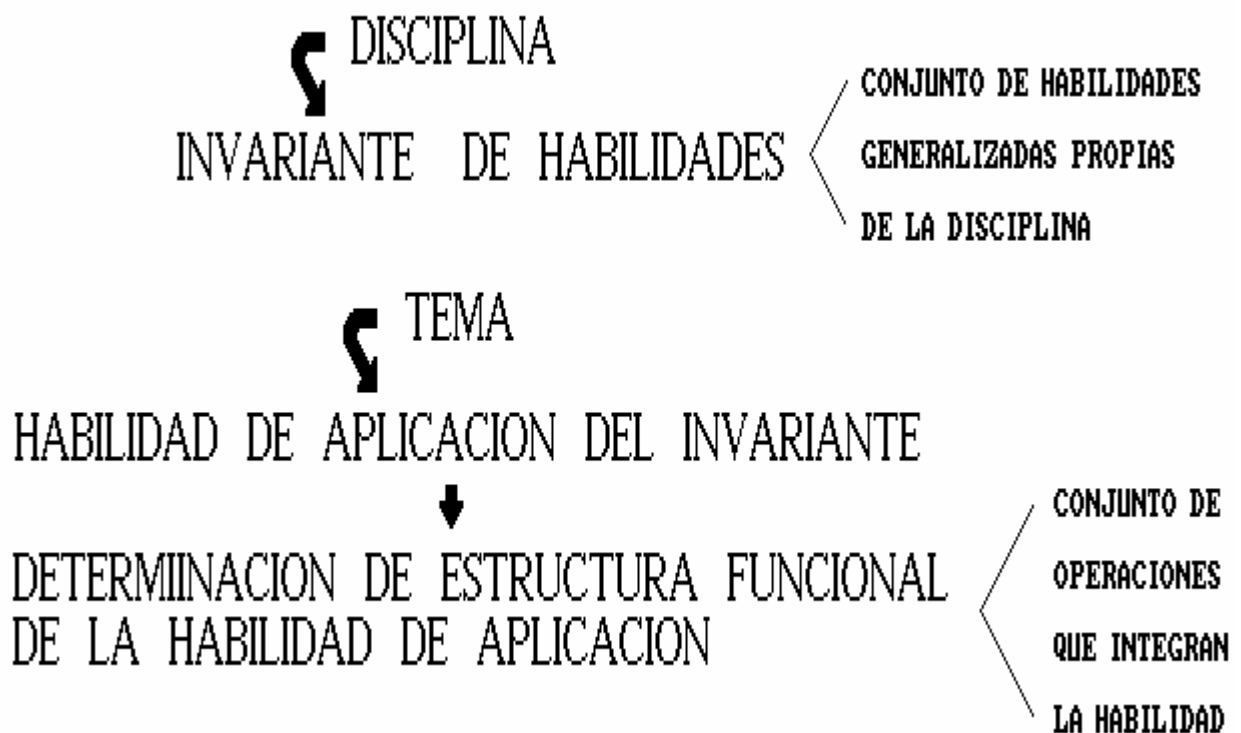 DISCIPLINA
INVARIANTE DE HABILIDADES
CONJUNTO DE HABILIDADES
GENERALIZADAS PROPIAS
DE LA DISCIPLINA
TEMA
HABILIDAD DE APLICACION DEL INVARIANTE
DETERMIINACION DE ESTRUCTURA FUNCIONAL
DE LA HABILIDAD DE APLICACION
CONJUNTO DE
OPERACIONES
QUE INTEGRAN
LA HABILIDAD